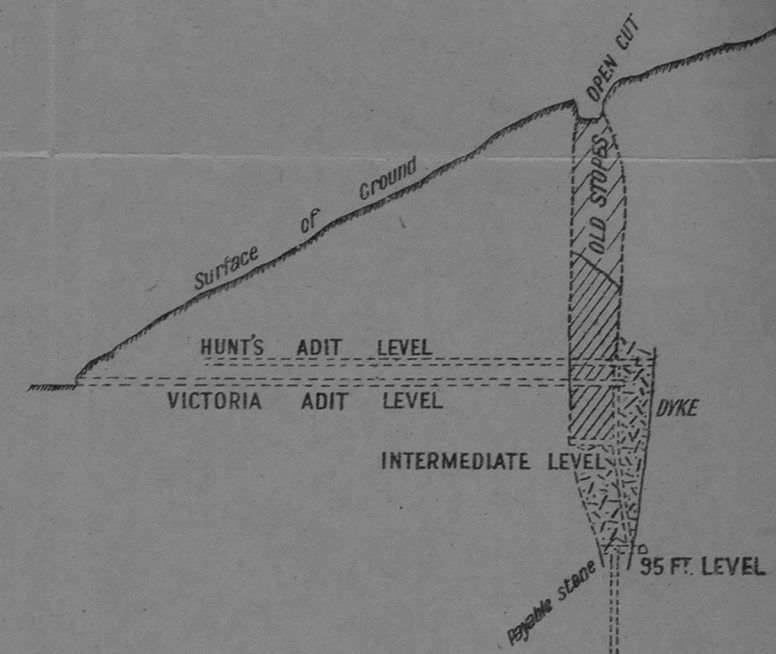 OPEN CUT
OLD STOPES
Surface of Ground
HUNT'S ADIT LEVEL
VICTORIA ADIT LEVEL
DYKE
INTERMEDIATE LEVEL
95 FT. LEVEL
Payable stone